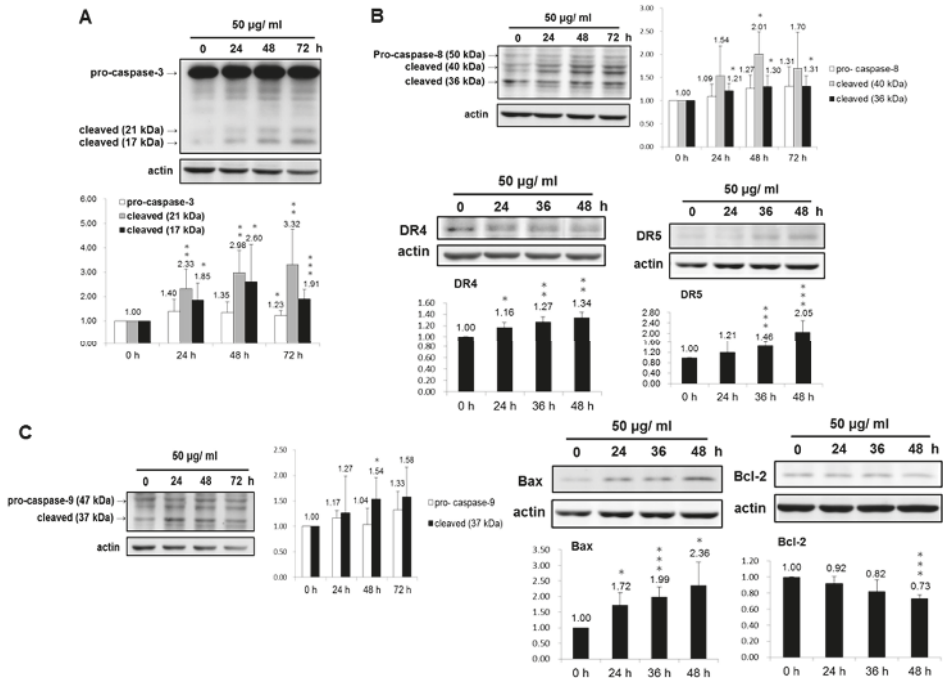 A
50 µg/ ml
0 24 48 72 h
pro-caspase-3
cleaved (21 kDa)
cleaved (17 kDa)
actin
6.00
5.00
4.00
3.00
2.00
1.00
0.00
pro-caspase-3
cleaved (21 kDa)
cleaved (17 kDa)
1.00
1.40
* *
2.33
*
1.85
1.35
* *
2.98
*
2.60
*
1.23
* *
3.32
* * *
1.91
0 h 24 h 48 h 72 h
B
50 µg/ ml
0 24 48 72 h
Pro-caspase-8 (50 kDa)
cleaved (40 kDa)
cleaved (36 kDa)
actin
3.00
2.50
2.00
1.50
1.00
0.50
0.00
1.00
1.09
1.54
*
1.21
1.27
*
2.01
*
1.30
1.31
1.70
*
1.31
pro- caspase-8
cleaved (40 kDa)
cleaved (36 kDa)
0 h 24 h 48 h 72 h
50 µg/ ml
0 24 36 48 h
DR4
actin
DR4
1.60
1.40
1.20
1.00
0.80
0.60
0.40
0.20
0.00
1.00
*
1.16
* *
1.27
* *
1.34
0 h 24 h 36 h 48 h
50 µg/ ml
0 24 36 48 h
DR5
actin
DR5
2.80
2.40
2.00
1.60
1.20
0.80
0.40
0.00
1.00
1.21
* * *
1.46
* * *
2.05
0 h 24 h 36 h 48 h
C
50 µg/ ml
0 24 48 72 h
pro-caspase-9 (47 kDa)
cleaved (37 kDa)
actin
2.50
2.00
1.50
1.00
0.50
0.00
1.00
1.17
1.27
1.04
*
1.54
1.33
1.58
pro- caspase-9
cleaved (37 kDa)
0 h 24 h 48 h 72 h
50 µg/ ml
0 24 36 48 h
Bax
actin
Bax
3.50
3.00
2.50
2.00
1.50
1.00
0.50
0.00
1.00
*
1.72
* * *
1.99
*
2.36
0 h 24 h 36 h 48 h
50 µg/ ml
0 24 36 48 h
Bcl-2
actin
Bcl-2
1.20
1.00
0.80
0.60
0.40
0.20
0.00
1.00
0.92
0.82
* * *
0.73
0 h 24 h 36 h 48 h